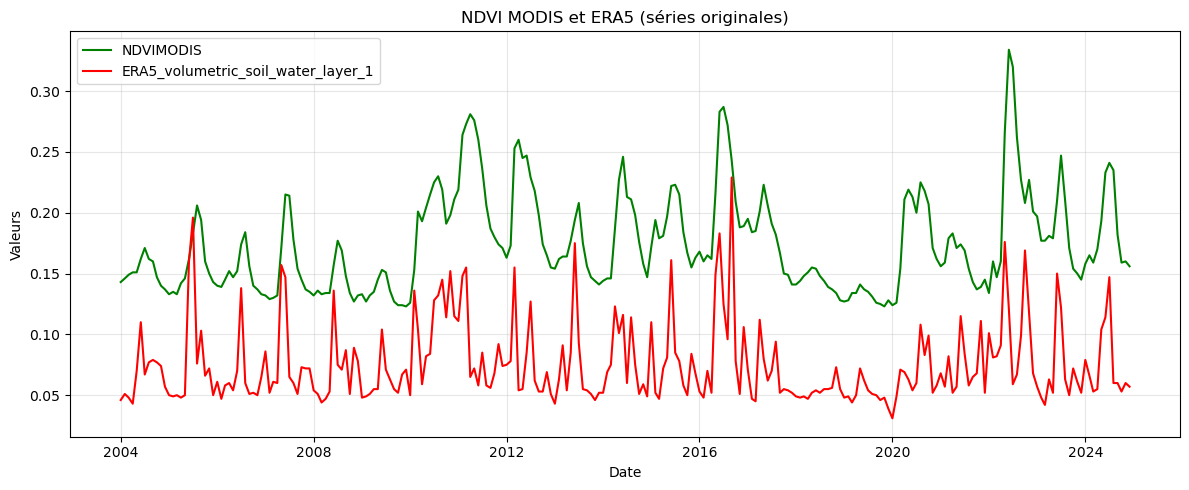 NDVI MODIS et ERA5 (séries originales)
NDVIMODIS
ERA5_volumetric_soil_water_layer_1
Valeurs
0.30
0.25
0.20
0.15
0.10
0.05
2004 2008 2012 2016 2020 2024
Date